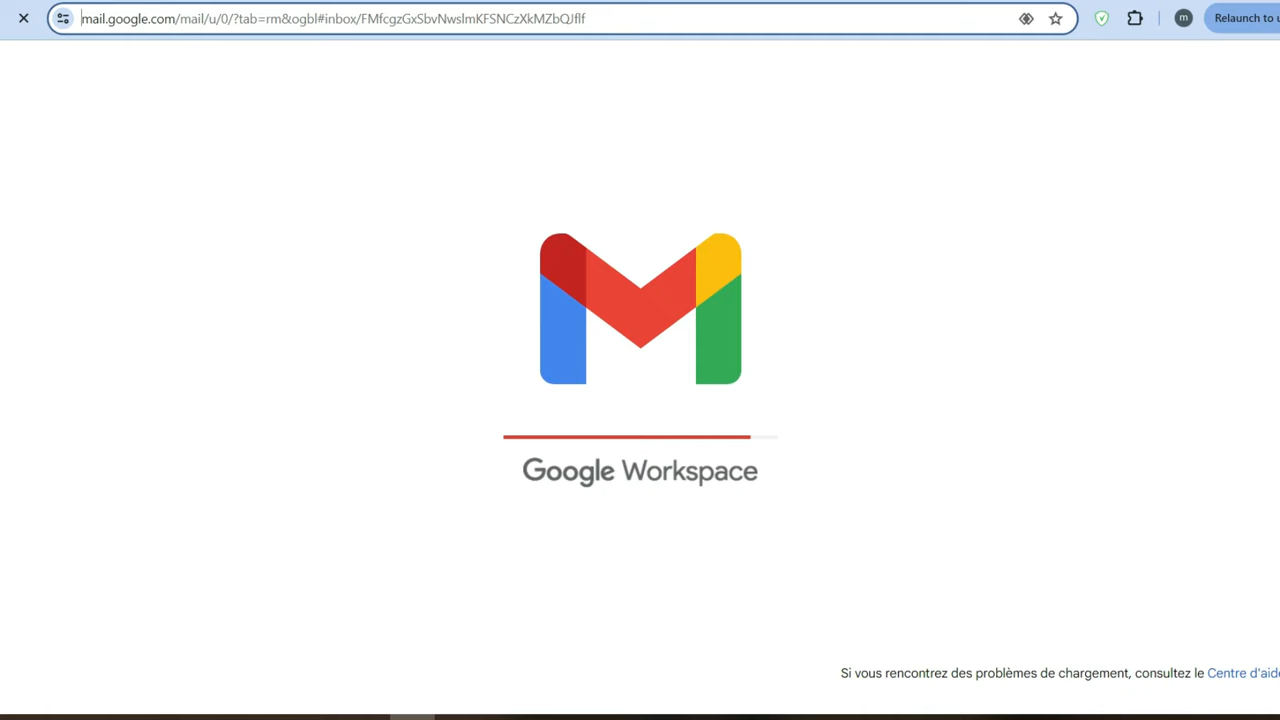 mail.google.com/mail/u/0/?tab=rm&ogbl#inbox/FMfcgzGxSbvNwslmKFSNCzXkMZbQJflf
m
Relaunch to u
Google Workspace
Si vous rencontrez des problèmes de chargement, consultez le Centre d'aide